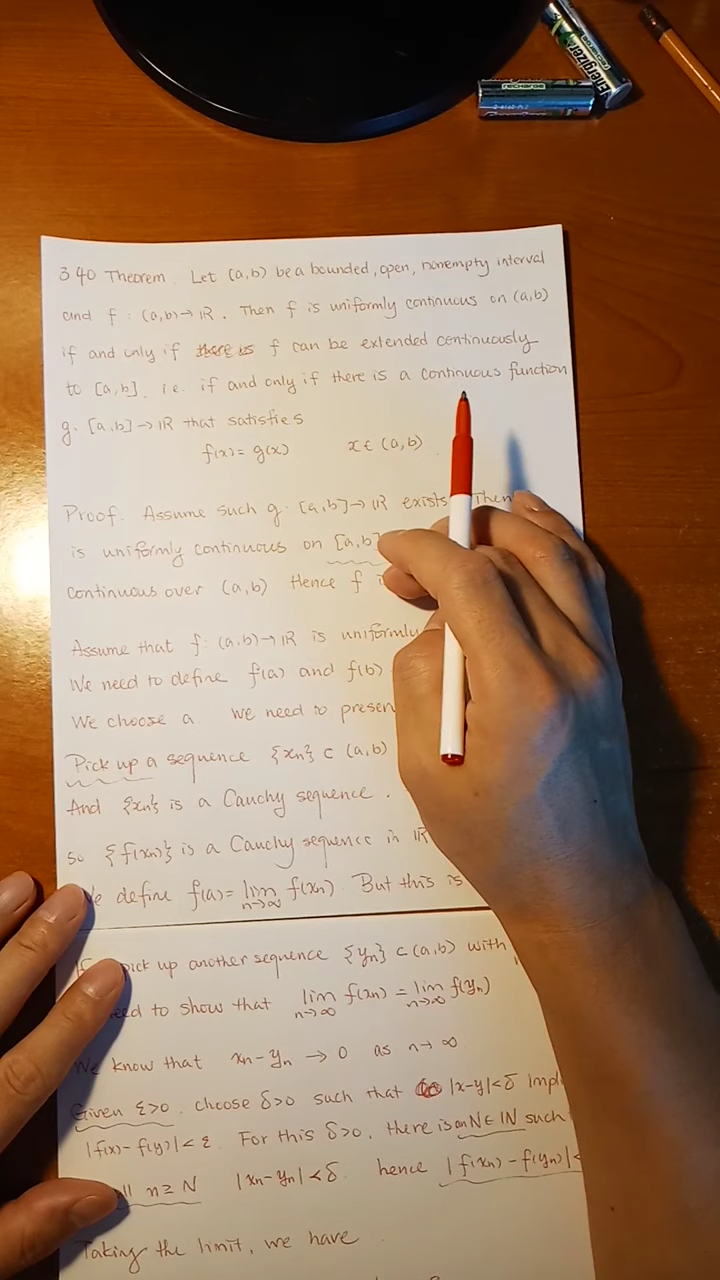 Energizer
recharge
3 40 Theorem. Let (a,b) be a bounded, open, nonempty interval
and f : (a,b) → ℝ. Then f is uniformly continuous on (a,b)
if and only if there is f can be extended continuously
to [a,b]. i.e. if and only if there is a continuous function
g: [a,b] → ℝ that satisfies
f(x) = g(x)   x ∈ (a,b)
Proof. Assume such g: [a,b] → ℝ exists. Then
is uniformly continuous on [a,b]
continuous over (a,b) Hence f
Assume that f: (a,b) → ℝ is uniformly
We need to define f(a) and f(b)
We choose a we need to
Pick up a sequence {xn} ⊂ (a,b)
And {xn} is a Cauchy sequence.
So {f(xn)} is a Cauchy sequence in ℝ
define f(a) = lim n→∞ f(xn). But this is
pick up another sequence {yn} ⊂ (a,b) with
to show that lim n→∞ f(xn) = lim n→∞ f(yn)
We know that xn - yn → 0 as n → ∞
Given ε>0, choose δ>0 such that |x-y|<δ
|f(x) - f(y)| < ε. For this δ>0, there is an N ∈ ℕ such
n ≥ N |xn - yn| < δ. hence |f(xn) - f(yn)| <
Taking the limit, we have